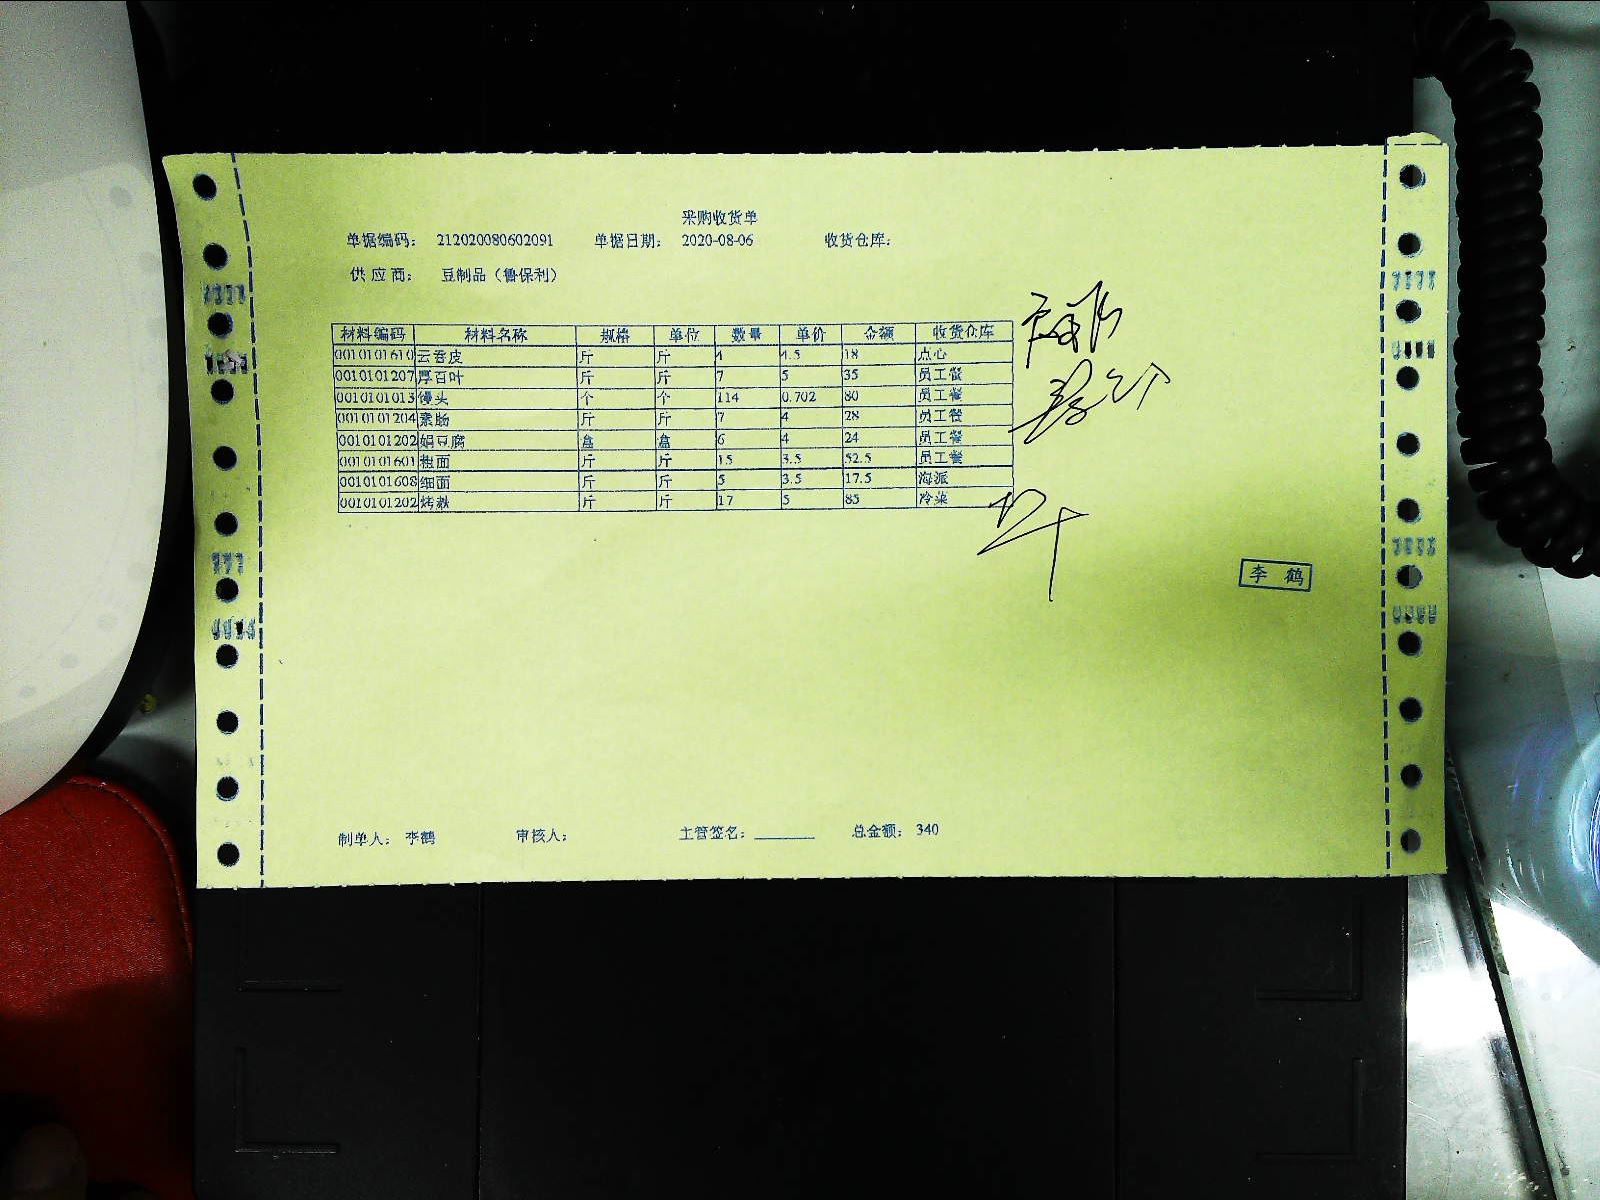 采购收货单
单据编码： 212020080602091 单据日期： 2020-08-06 收货仓库：
供应商： 豆制品（鲁保利）
材料编码 材料名称 规格 单位 数量 单价 金额 收货仓库
0010101610 云吞皮 斤 斤 4 4.5 18 点心
0010101207 厚百叶 斤 斤 7 5 35 员工餐
0010101013 馒头 个 个 114 0.702 80 员工餐
0010101204 素肠 斤 斤 7 4 28 员工餐
0010101202 绢豆腐 盒 盒 6 4 24 员工餐
0010101601 粗面 斤 斤 15 3.5 52.5 员工餐
0010101608 细面 斤 斤 5 3.5 17.5 海派
0010101202 烤麸 斤 斤 17 5 85 冷菜
李鹤
制单人： 李鹤 审核人： 主管签名： 总金额： 340